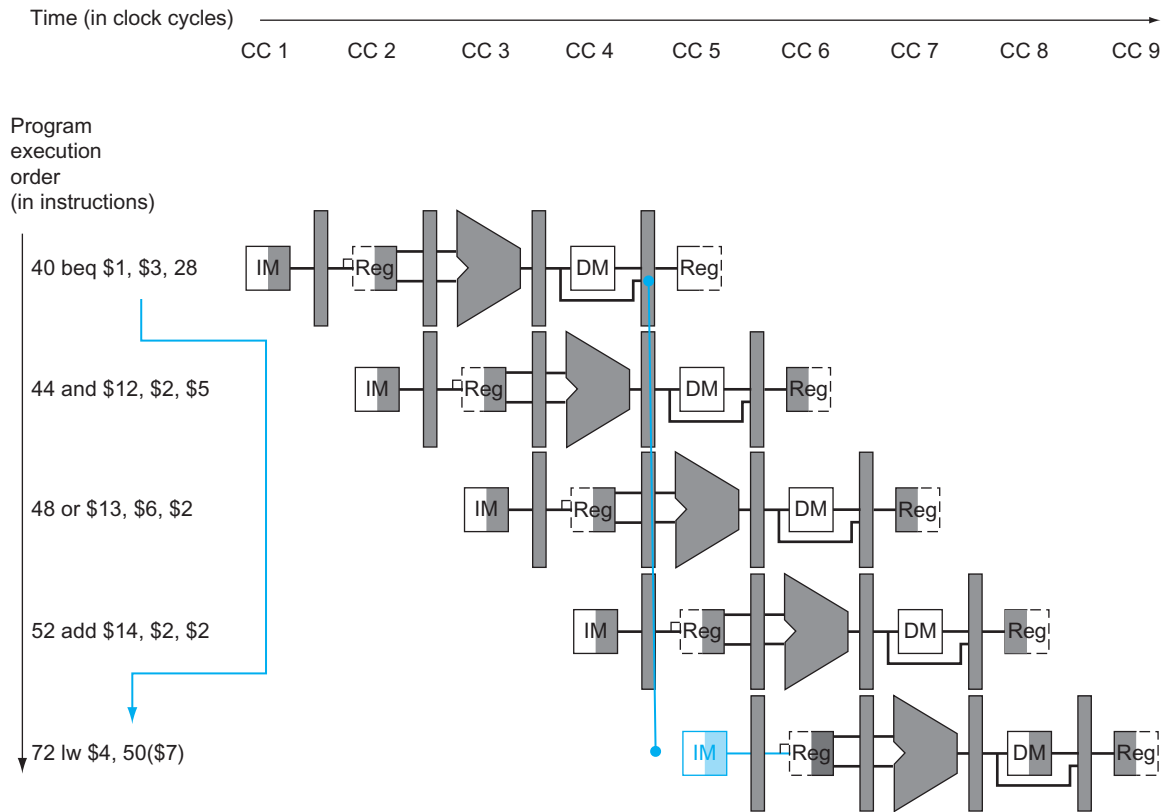 Time (in clock cycles)
CC 1 CC 2 CC 3 CC 4 CC 5 CC 6 CC 7 CC 8 CC 9
Program
execution
order
(in instructions)
40 beq $1, $3, 28 IM Reg DM Reg
44 and $12, $2, $5 IM Reg DM Reg
48 or $13, $6, $2 IM Reg DM Reg
52 add $14, $2, $2 IM Reg DM Reg
72 lw $4, 50($7) IM Reg DM Reg